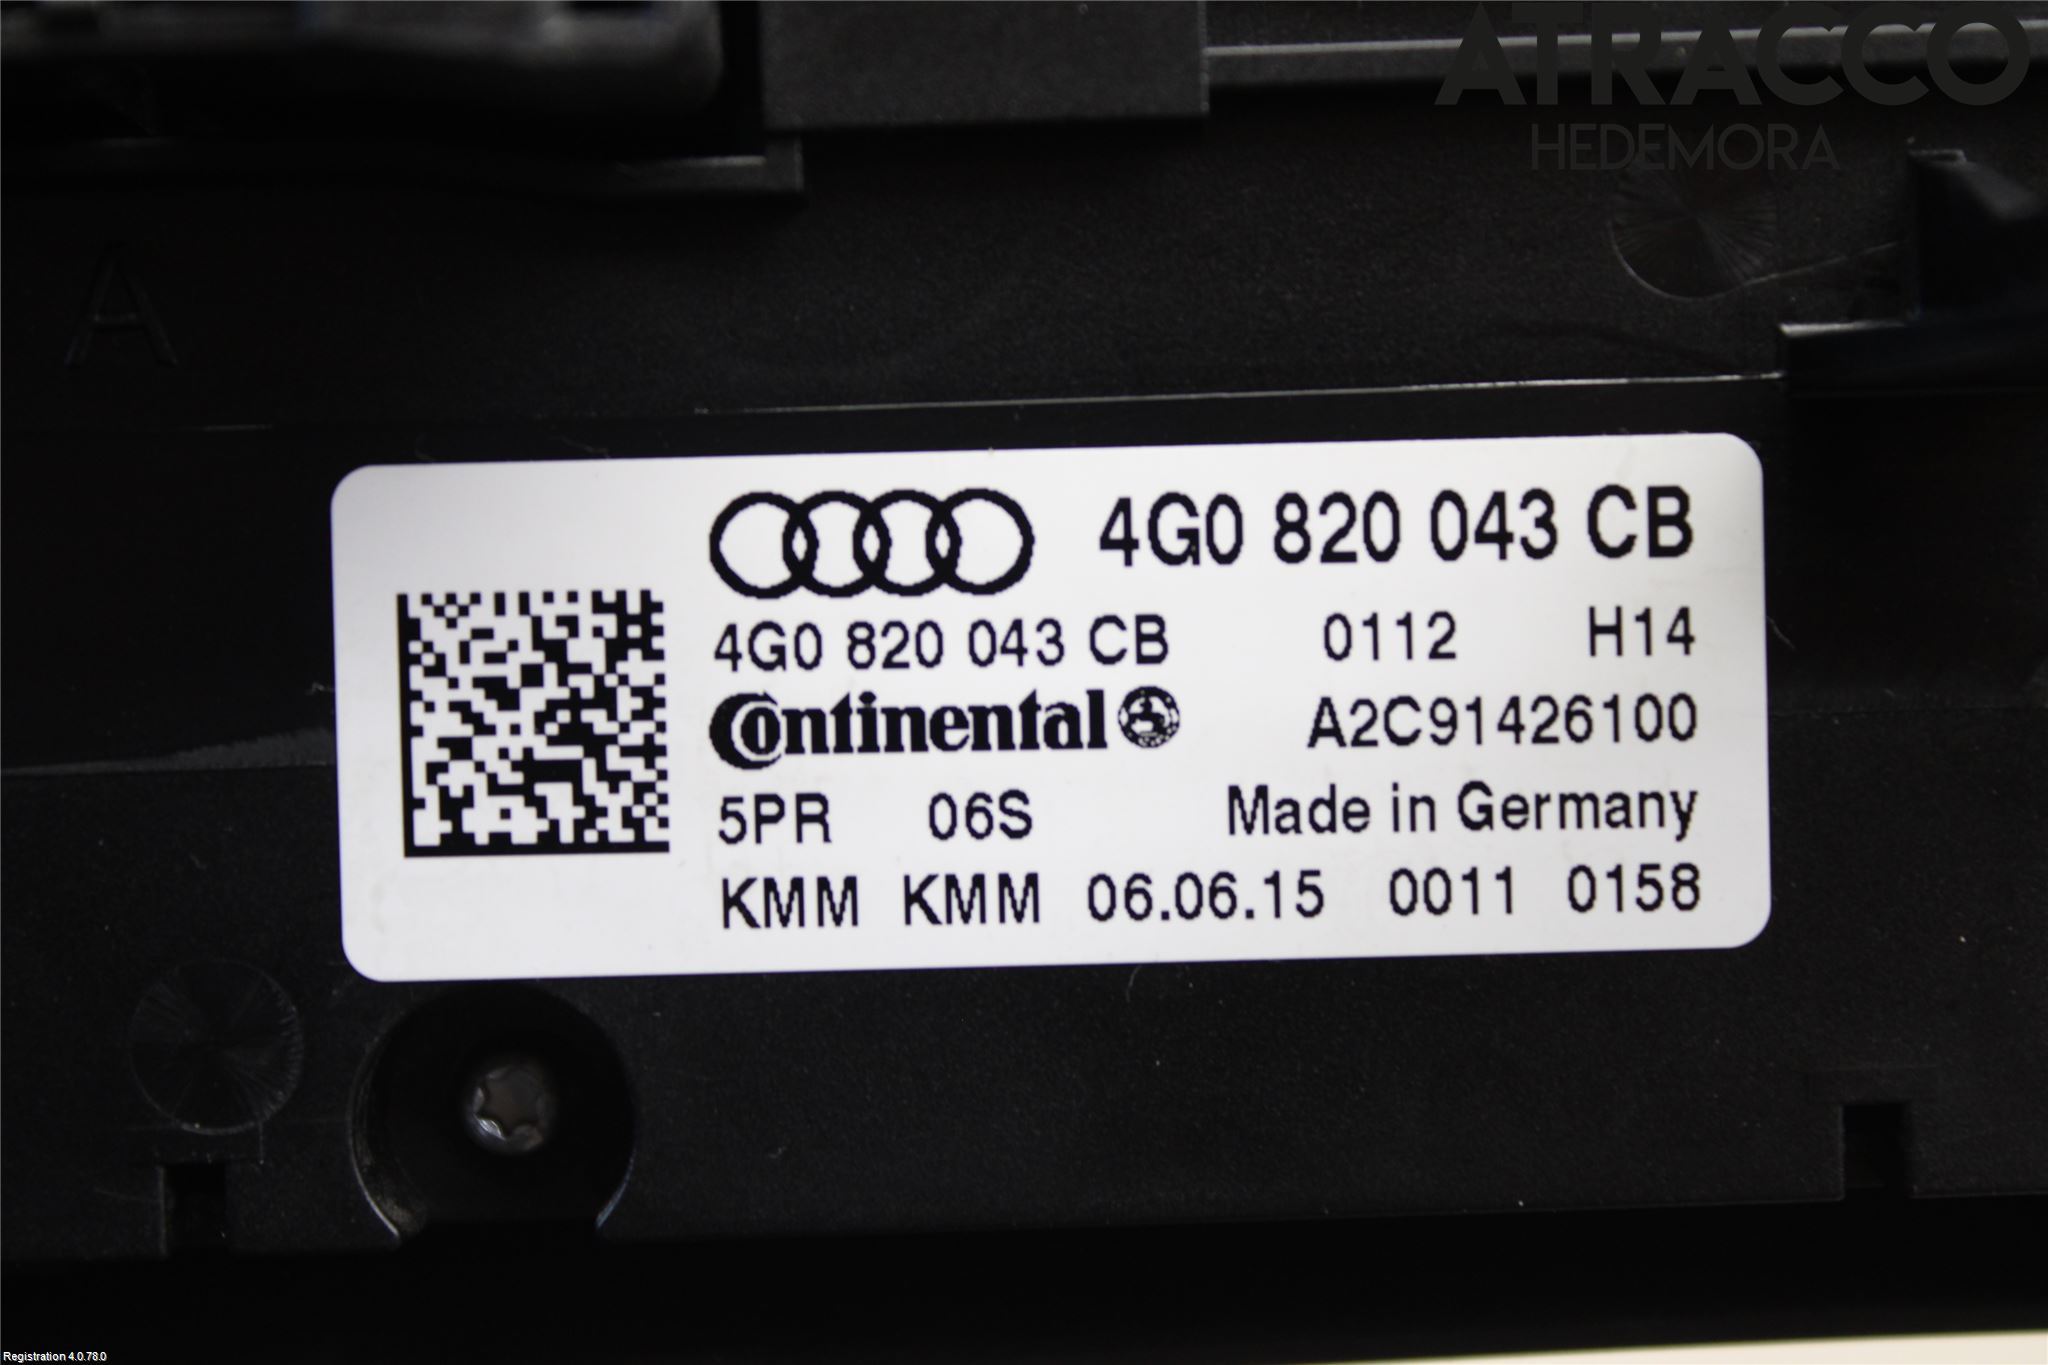 ATRACCO
HEDEMORA
A
4G0 820 043 CB
4G0 820 043 CB 0112 H14
Continental A2C91426100
5PR 06S Made in Germany
KMM KMM 06.06.15 0011 0158
Registration 4.0.78.0